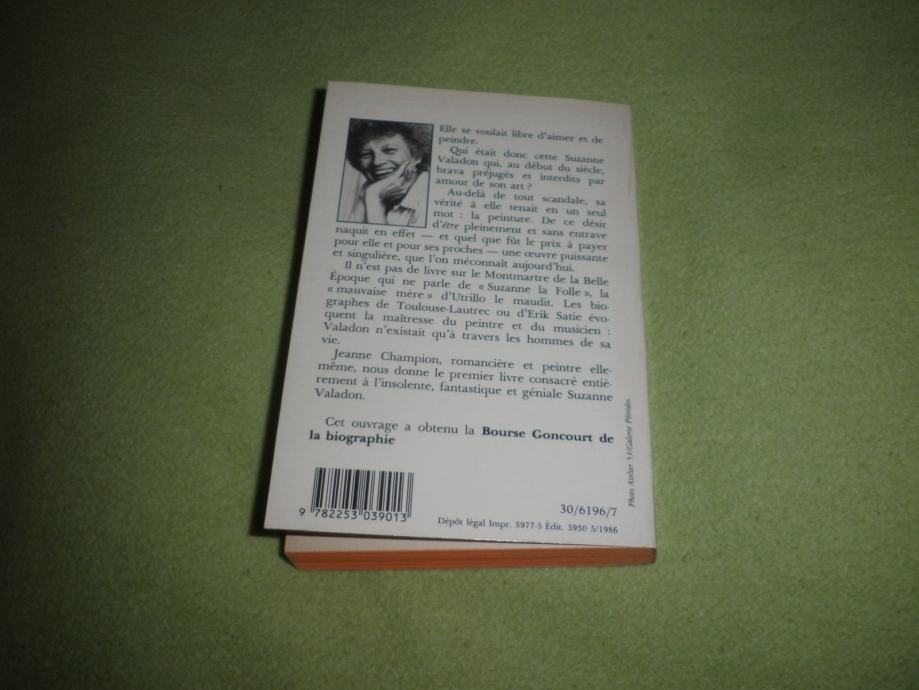 Elle se voulait libre d'aimer et de
peindre.
Qui était donc cette Suzanne
Valadon qui, au début du siècle,
brava préjugés et interdits par
amour de son art ?
Au-delà de tout scandale, sa
vérité à elle tenait en un seul
mot : la peinture. De ce désir
d'être pleinement et sans entrave
naquit en effet — et quel que fût le prix à payer
pour elle et pour ses proches — une œuvre puissante
et singulière, que l'on méconnaît aujourd'hui.
Il n'est pas de livre sur le Montmartre de la Belle
Époque qui ne parle de « Suzanne la Folle », la
« mauvaise mère » d'Utrillo le maudit. Les bio-
graphes de Toulouse-Lautrec ou d'Erik Satie évo-
quent la maîtresse du peintre et du musicien :
Valadon n'existait qu'à travers les hommes de sa
vie.
Jeanne Champion, romancière et peintre elle-
même, nous donne le premier livre consacré entiè-
rement à l'insolente, fantastique et géniale Suzanne
Valadon.
Cet ouvrage a obtenu la Bourse Goncourt de
la biographie
Photo Atelier 53/Galerie
30/6196/7
9 782253 039013
Dépôt légal Impr. 3977-5 Édit. 5950 5/1986